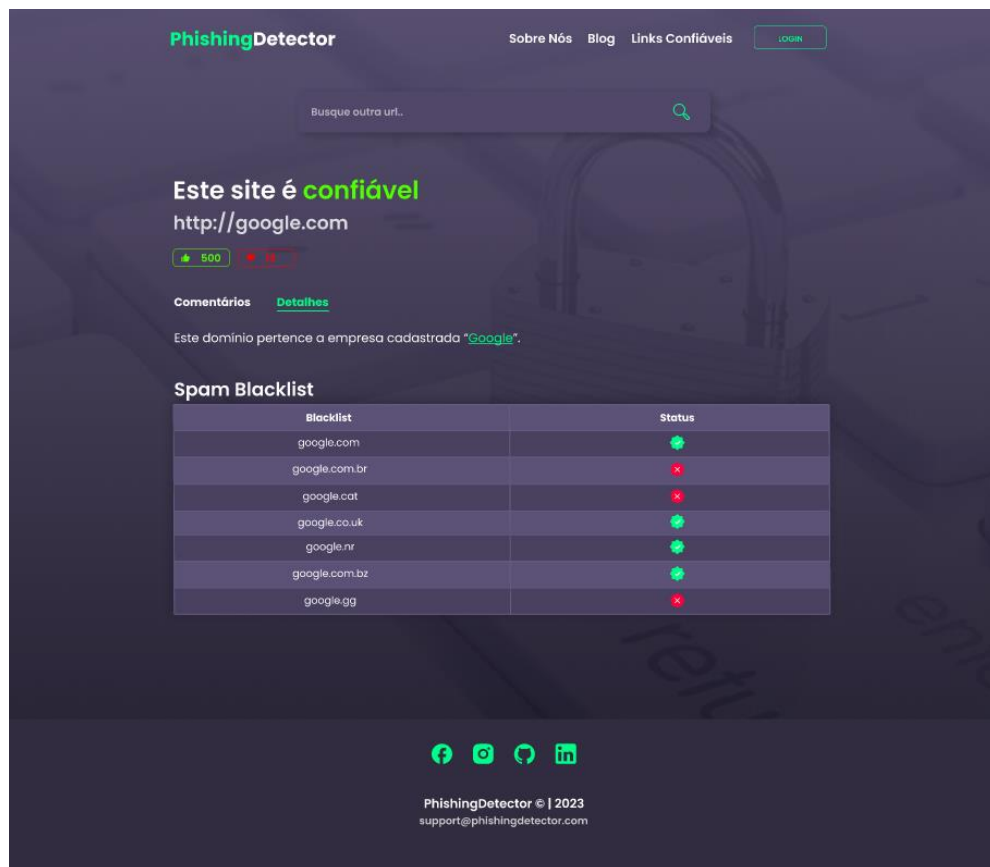 PhishingDetector
Sobre Nós Blog Links Confiáveis LOGIN
Busque outra url..
Este site é confiável
http://google.com
500
Comentários Detalhes
Este domínio pertence a empresa cadastrada “Google”.
Spam Blacklist
Blacklist Status
google.com
google.com.br
google.cat
google.co.uk
google.nr
google.com.bz
google.gg
PhishingDetector © | 2023
support@phishingdetector.com